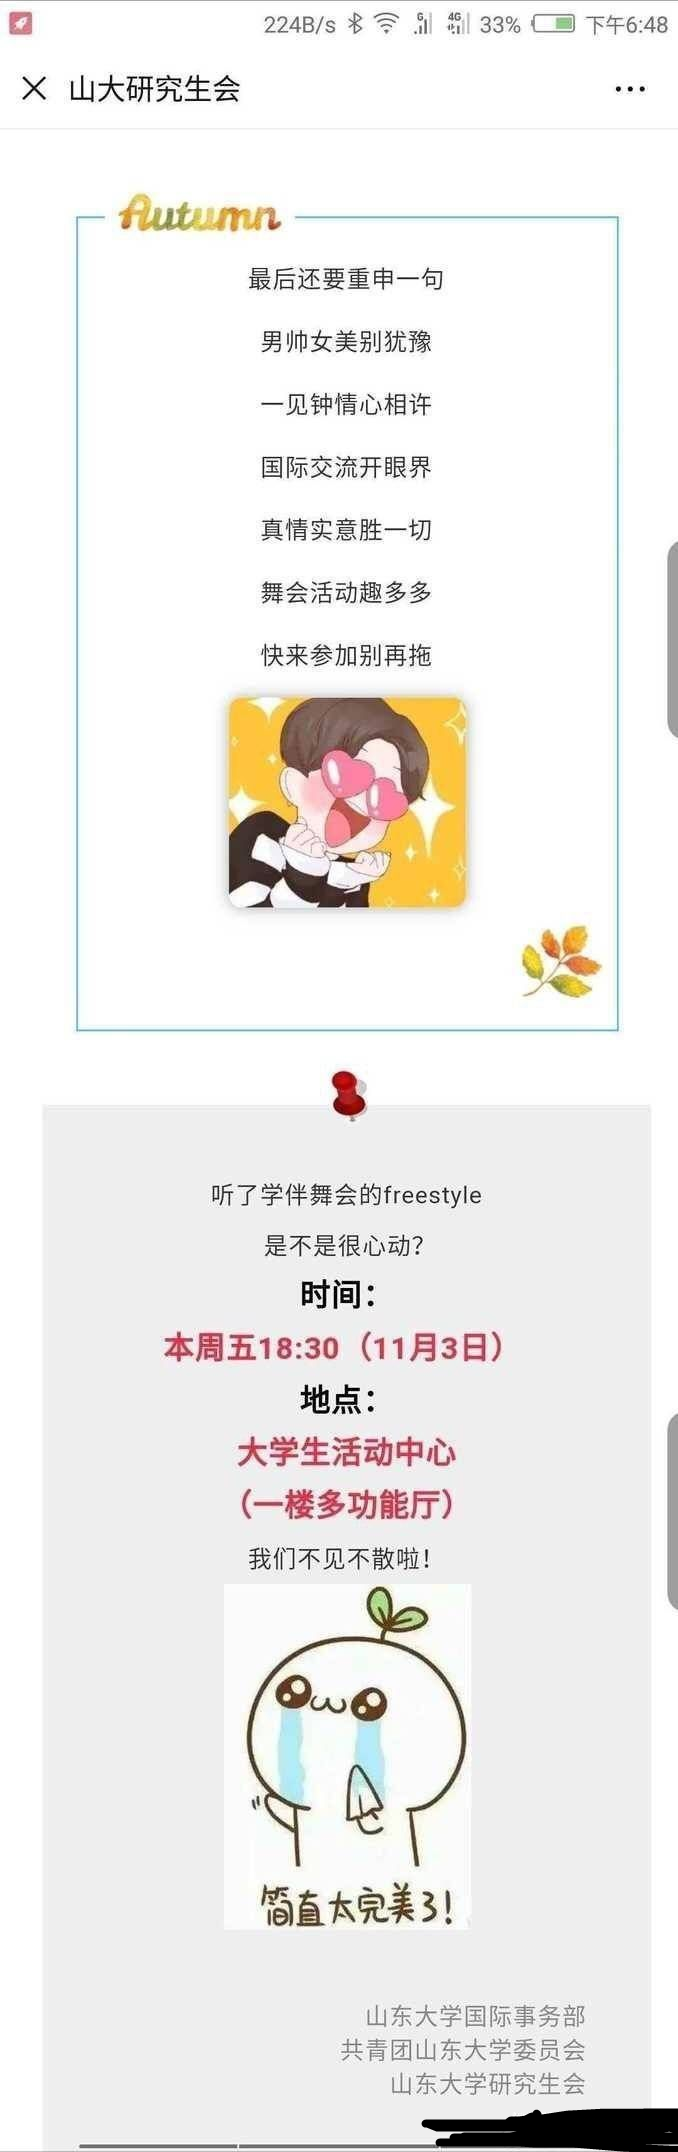 224B/s G 4G 33% 下午6:48
山大研究生会
Autumn
最后还要重申一句
男帅女美别犹豫
一见钟情心相许
国际交流开眼界
真情实意胜一切
舞会活动趣多多
快来参加别再拖
听了学伴舞会的freestyle
是不是很心动?
时间：
本周五18:30（11月3日）
地点：
大学生活动中心
（一楼多功能厅）
我们不见不散啦！
简直太完美了！
山东大学国际事务部
共青团山东大学委员会
山东大学研究生会